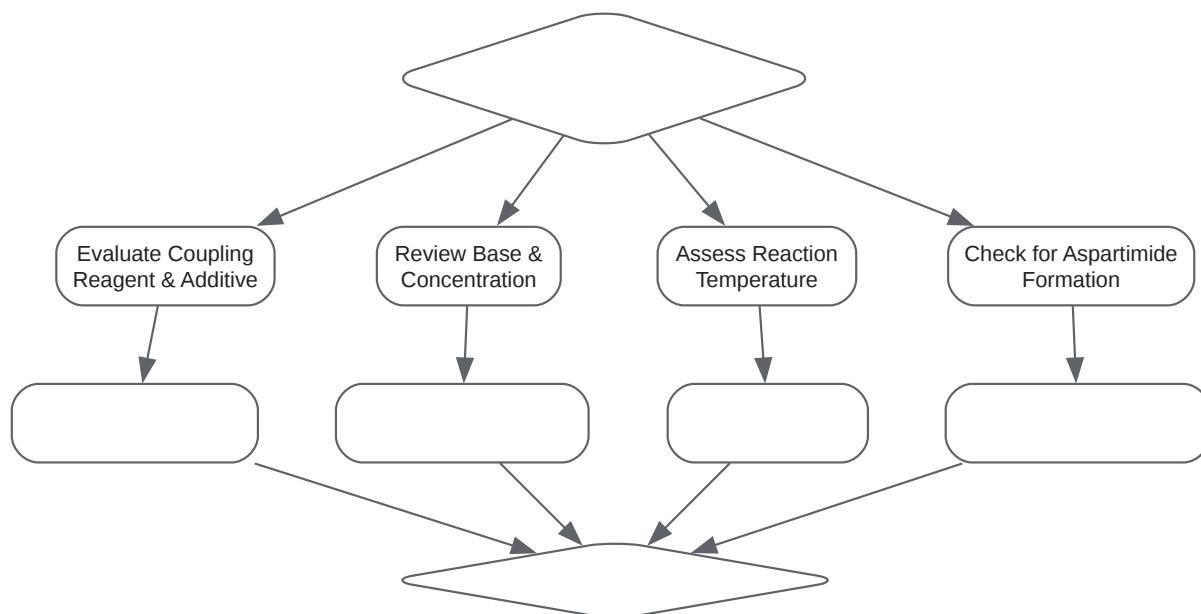 Evaluate Coupling
Reagent & Additive
Review Base &
Concentration
Assess Reaction
Temperature
Check for Aspartimide
Formation